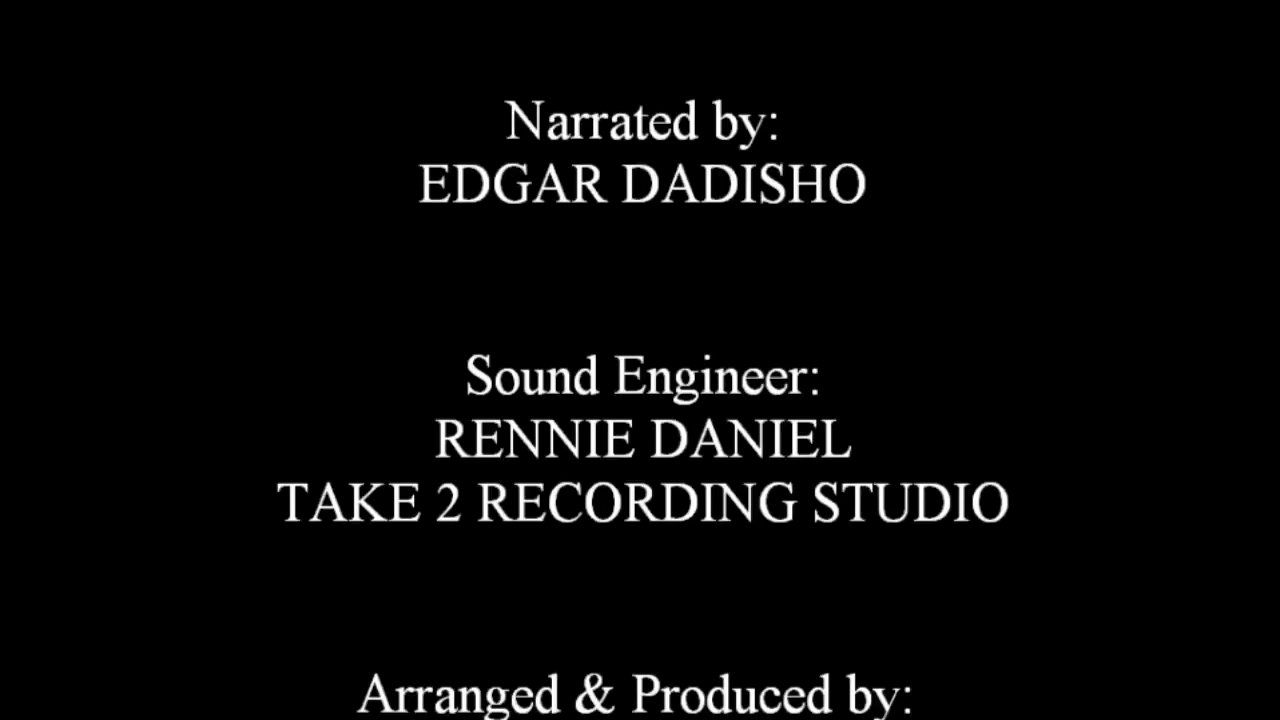 Narrated by:
EDGAR DADISHO
Sound Engineer:
RENNIE DANIEL
TAKE 2 RECORDING STUDIO
Arranged & Produced by: